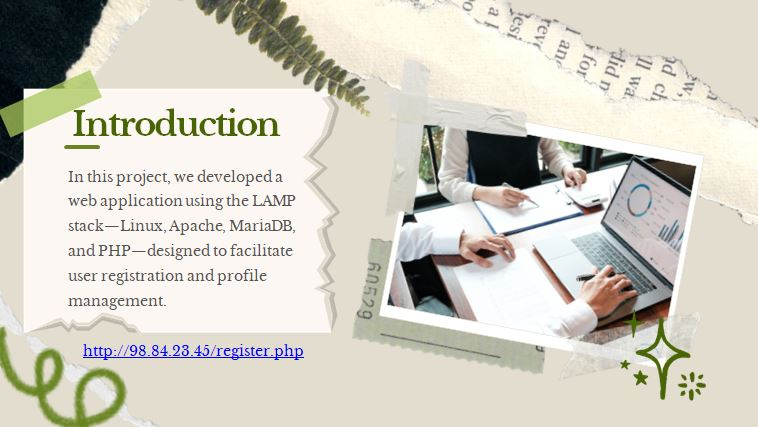 Introduction
In this project, we developed a
web application using the LAMP
stack—Linux, Apache, MariaDB,
and PHP—designed to facilitate
user registration and profile
management.
http://98.84.23.45/register.php
60529